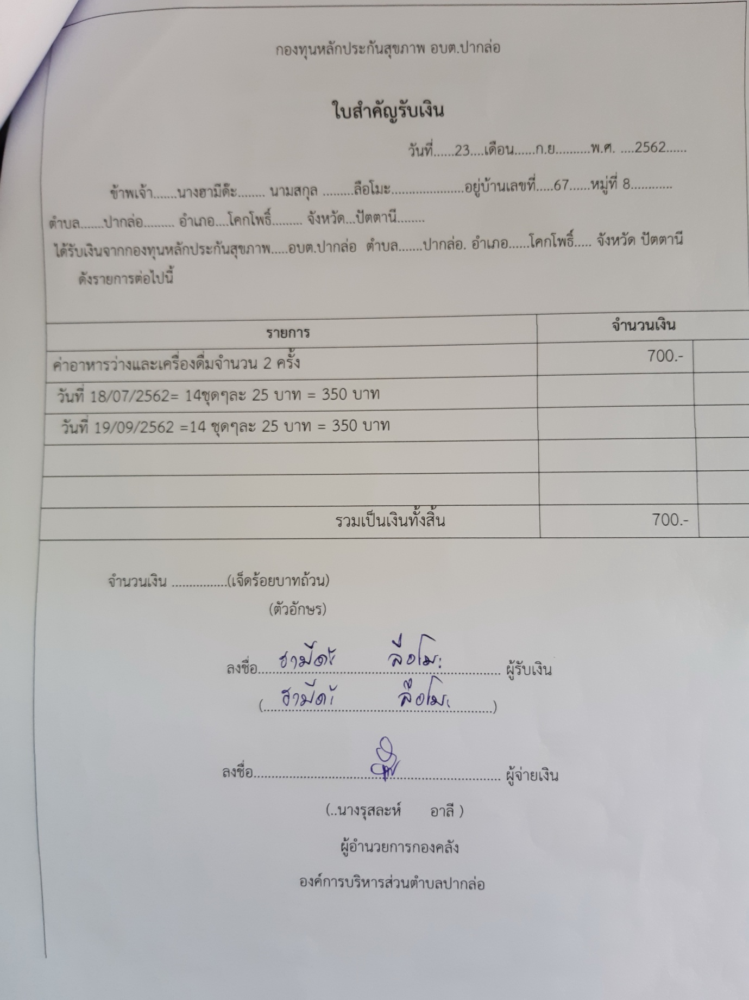 กองทุนหลักประกันสุขภาพ อบต.ปากล่อ
ใบสำคัญรับเงิน
วันที่......23....เดือน......ก.ย..........พ.ศ. ....2562......
ข้าพเจ้า.......นางฮามีด๊ะ........ นามสกุล .........ลือโมะ.....................อยู่บ้านเลขที่.....67......หมู่ที่ 8............
ตำบล.......ปากล่อ......... อำเภอ....โคกโพธิ์......... จังหวัด...ปัตตานี........
ได้รับเงินจากกองทุนหลักประกันสุขภาพ.....อบต.ปากล่อ ตำบล.......ปากล่อ. อำเภอ......โคกโพธิ์..... จังหวัด ปัตตานี
ดังรายการต่อไปนี้
รายการ จำนวนเงิน
ค่าอาหารว่างและเครื่องดื่มจำนวน 2 ครั้ง 700.-
วันที่ 18/07/2562= 14ชุดๆละ 25 บาท = 350 บาท
วันที่ 19/09/2562 =14 ชุดๆละ 25 บาท = 350 บาท
รวมเป็นเงินทั้งสิ้น 700.-
จำนวนเงิน ................(เจ็ดร้อยบาทถ้วน)
(ตัวอักษร)
ลงชื่อ ฮามีด๊ะ ลือโมะ ผู้รับเงิน
( ฮามีด๊ะ ลือโมะ )
ลงชื่อ...................................................................... ผู้จ่ายเงิน
(..นางรุสละห์ อาลี )
ผู้อำนวยการกองคลัง
องค์การบริหารส่วนตำบลปากล่อ